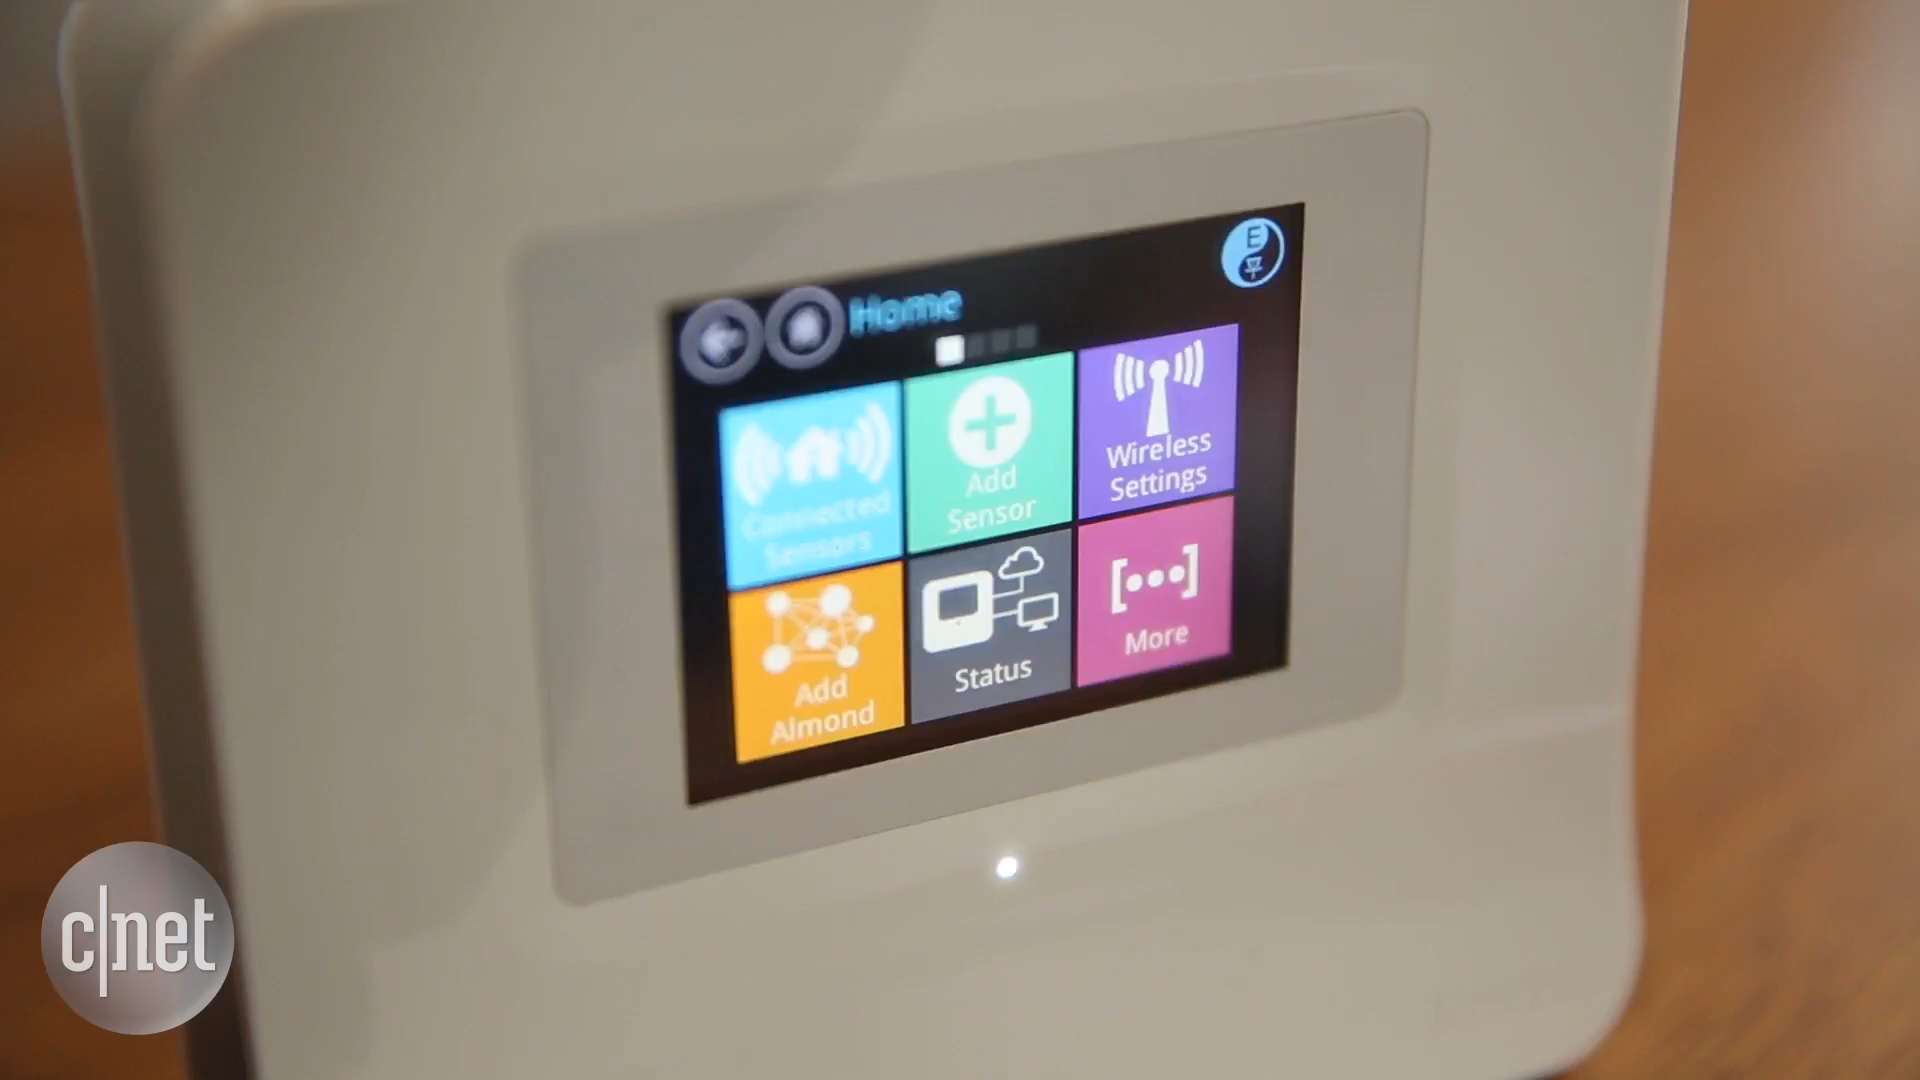 E
Home
Connected
Sensors
Add
Sensor
Wireless
Settings
Add
Almond
Status
More
c|net